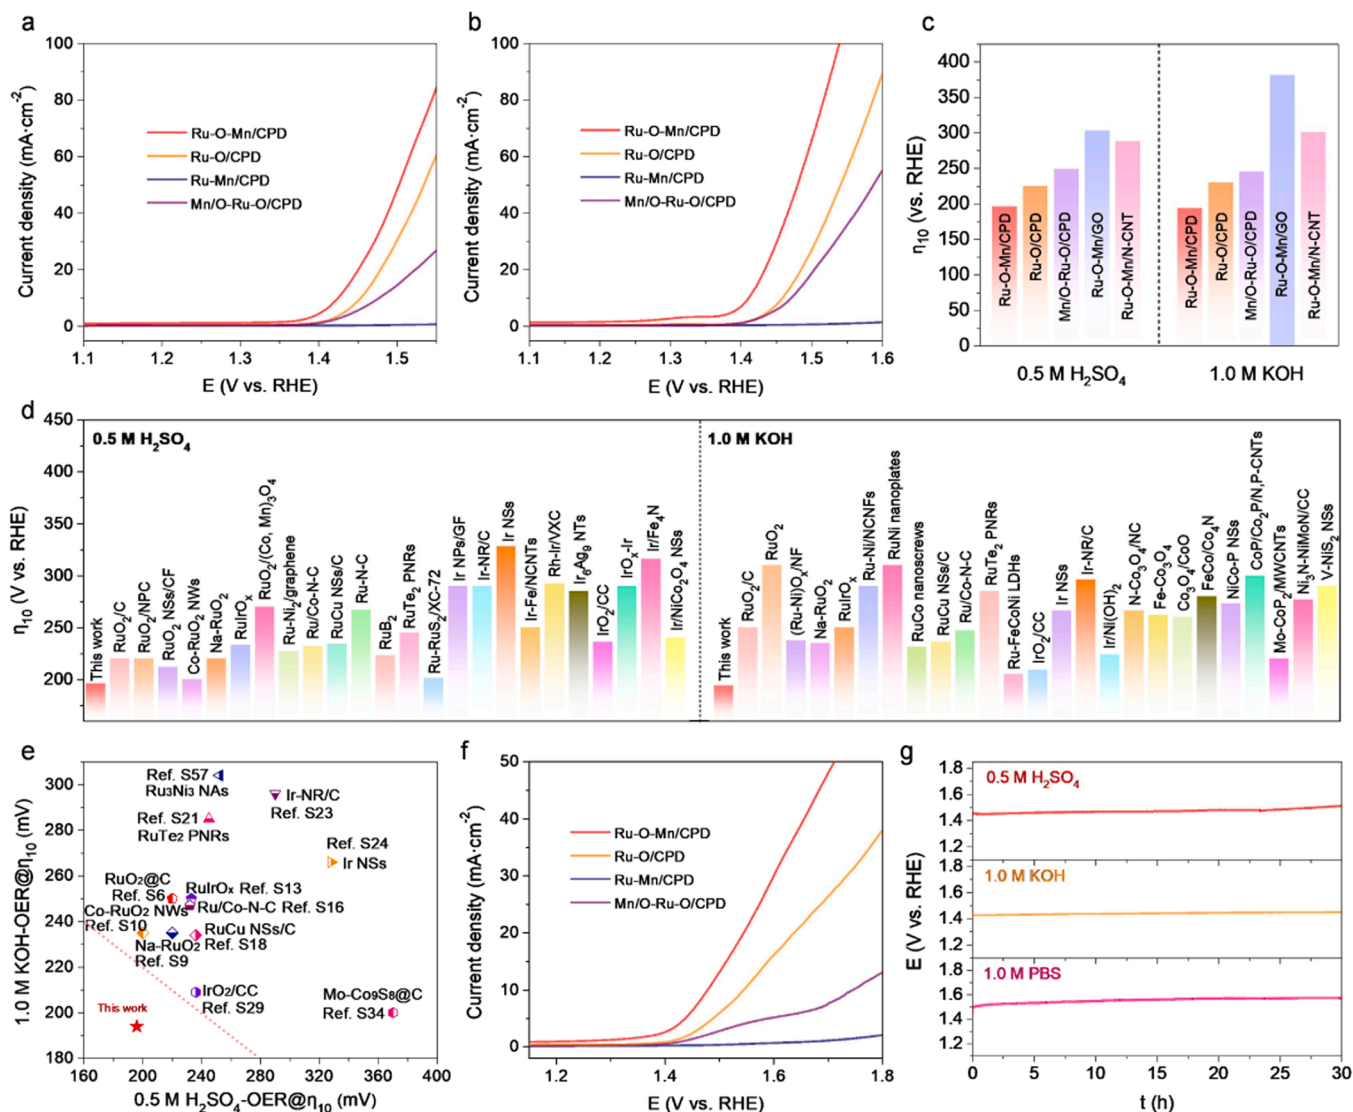 a
100
80
60
40
20
0
Current density (mA·cm⁻²)
Ru-O-Mn/CPD
Ru-O/CPD
Ru-Mn/CPD
Mn/O-Ru-O/CPD
1.1 1.2 1.3 1.4 1.5
E (V vs. RHE)
b
100
80
60
40
20
0
Current density (mA·cm⁻²)
Ru-O-Mn/CPD
Ru-O/CPD
Ru-Mn/CPD
Mn/O-Ru-O/CPD
1.1 1.2 1.3 1.4 1.5 1.6
E (V vs. RHE)
c
400
350
300
250
200
150
100
50
0
η₁₀ (vs. RHE)
Ru-O-Mn/CPD
Ru-O/CPD
Mn/O-Ru-O/CPD
Ru-O-Mn/GO
Ru-O-Mn/N-CNT
Ru-O-Mn/CPD
Ru-O/CPD
Mn/O-Ru-O/CPD
Ru-O-Mn/GO
Ru-O-Mn/N-CNT
0.5 M H₂SO₄ 1.0 M KOH
d
450
400
350
300
250
200
η₁₀ (V vs. RHE)
0.5 M H₂SO₄
This work
RuO₂/C
RuO₂/NPC
RuO₂ NSs/CF
Co-RuO₂ NWs
Na-RuO₂
RuIrOₓ
RuO₂/(Co, Mn)₃O₄
Ru-Ni₂/graphene
Ru/Co-N-C
RuCu NSs/C
Ru-N-C
RuB₂
RuTe₂ PNRs
Ru-RuS₂/XC-72
Ir NPs/GF
Ir-NR/C
Ir NSs
Ir-Fe/NCNTs
Rh-Ir/VXC
Ir₆Ag₉ NTs
IrO₂/CC
IrOₓ-Ir
Ir/Fe₄N
Ir/NiCo₂O₄ NSs
1.0 M KOH
This work
RuO₂/C
RuO₂
(Ru-Ni)Oₓ/NF
Na-RuO₂
RuIrOₓ
Ru-Ni/NCNFs
RuNi nanoplates
RuCo nanoscrews
RuCu NSs/C
Ru/Co-N-C
RuTe₂ PNRs
Ru-FeCoNi LDHs
IrO₂/CC
Ir NSs
Ir-NR/C
Ir/Ni(OH)₂
N-Co₃O₄/NC
Fe-Co₃O₄
Co₃O₄/CoO
FeCo/Co₄N
NiCo-P NSs
CoP/Co₂P/N,P-CNTs
Mo-CoP₂/MWCNTs
Ni₃N-NiMoN/CC
V-NiS₂ NSs
e
300
280
260
240
220
200
180
1.0 M KOH-OER@η₁₀ (mV)
Ref. S57
Ru₃Ni₃ NAs
Ir-NR/C
Ref. S23
Ref. S21
RuTe₂ PNRs
Ref. S24
Ir NSs
RuO₂@C
Ref. S6
RuIrOₓ Ref. S13
Ru/Co-N-C Ref. S16
Co-RuO₂ NWs
Ref. S10
Na-RuO₂
Ref. S9
RuCu NSs/C
Ref. S18
IrO₂/CC
Ref. S29
Mo-Co₉S₈@C
Ref. S34
This work
160 200 240 280 320 360 400
0.5 M H₂SO₄-OER@η₁₀ (mV)
f
50
40
30
20
10
0
Current density (mA·cm⁻²)
Ru-O-Mn/CPD
Ru-O/CPD
Ru-Mn/CPD
Mn/O-Ru-O/CPD
1.2 1.4 1.6 1.8
E (V vs. RHE)
g
E (V vs. RHE)
1.8
1.6
1.4
1.2
0.5 M H₂SO₄
1.8
1.6
1.4
1.2
1.0 M KOH
1.8
1.6
1.4
1.2
1.0 M PBS
0 5 10 15 20 25 30
t (h)